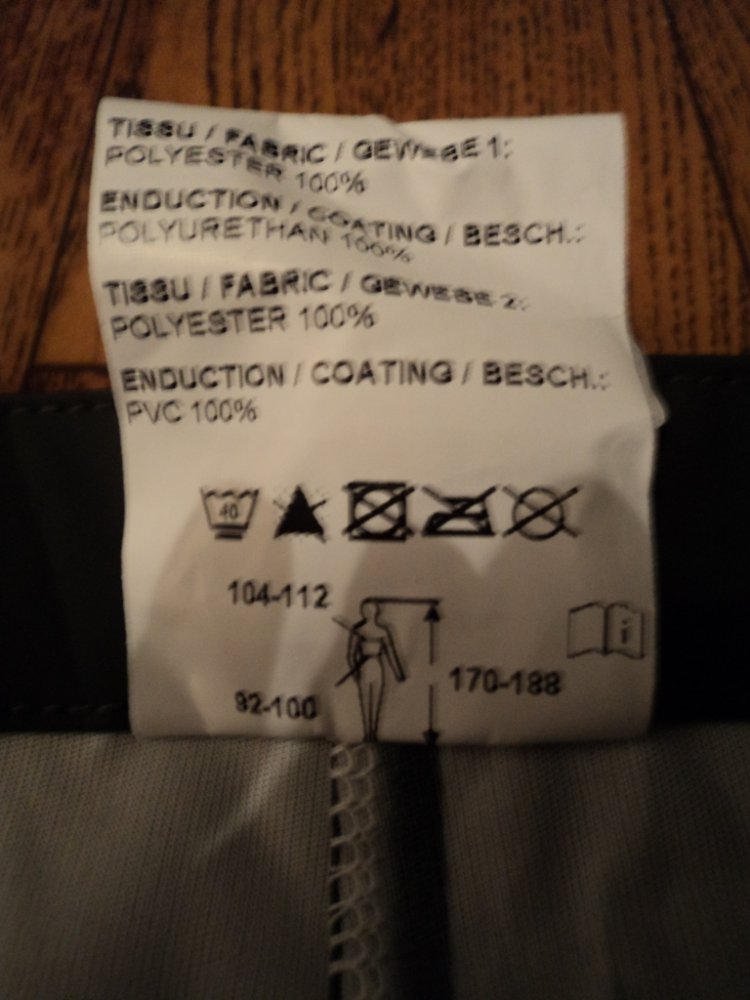 TISSU / FABRIC / GEWEBE 1:
POLYESTER 100%
ENDUCTION / COATING / BESCH.:
POLYURETHAN 100%
TISSU / FABRIC / GEWEBE 2:
POLYESTER 100%
ENDUCTION / COATING / BESCH.:
PVC 100%
40
104-112
i
170-188
92-100